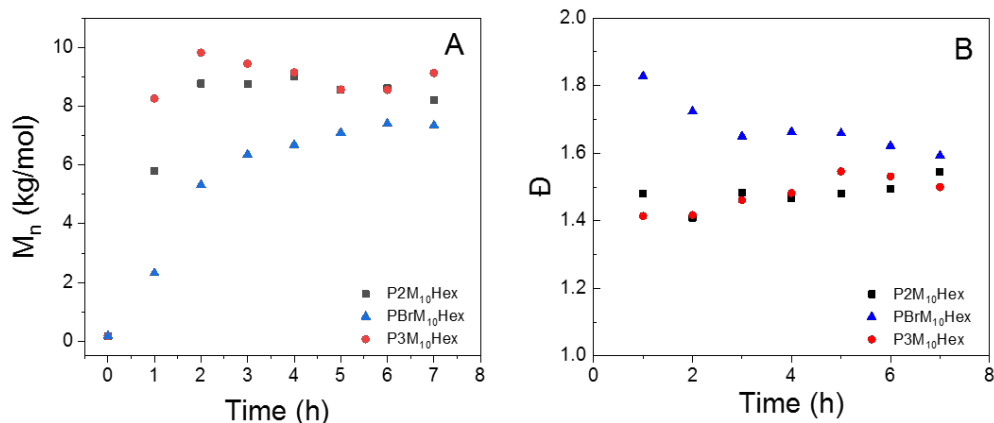 A
Mn (kg/mol)
10
8
6
4
2
0
P2M10Hex
PBrM10Hex
P3M10Hex
0 1 2 3 4 5 6 7 8
Time (h)
B
Đ
2.0
1.8
1.6
1.4
1.2
1.0
P2M10Hex
PBrM10Hex
P3M10Hex
0 2 4 6 8
Time (h)